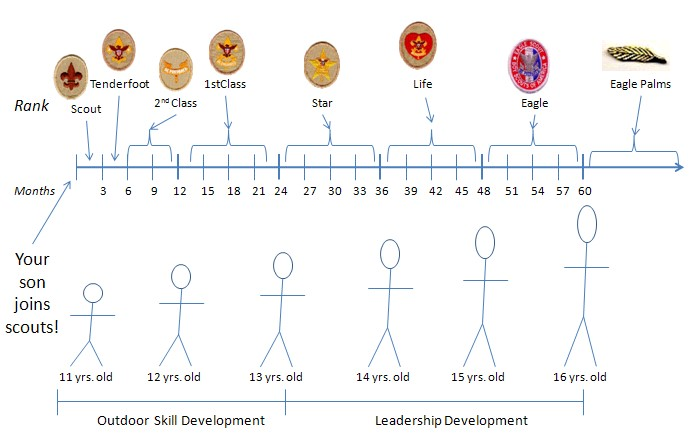 Rank
Scout
Tenderfoot
2nd Class
1stClass
Star
Life
Eagle
Eagle Palms
Months
3 6 9 12 15 18 21 24 27 30 33 36 39 42 45 48 51 54 57 60
Your
son
joins
scouts!
11 yrs. old 12 yrs. old 13 yrs. old 14 yrs. old 15 yrs. old 16 yrs. old
Outdoor Skill Development Leadership Development